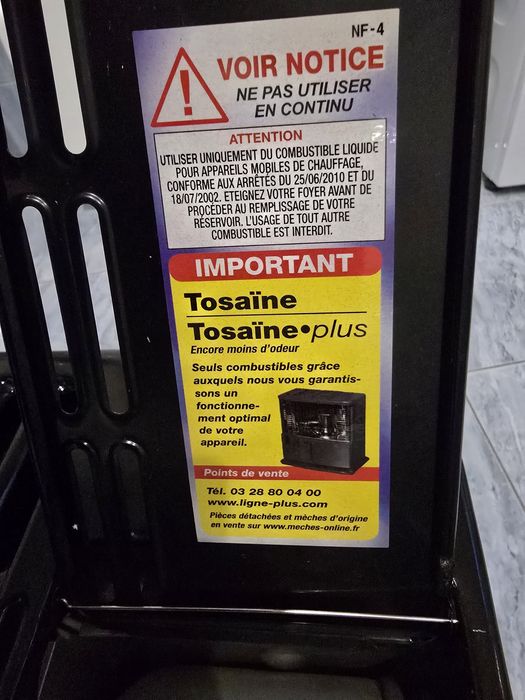 NF-4
VOIR NOTICE
NE PAS UTILISER
EN CONTINU
ATTENTION
UTILISER UNIQUEMENT DU COMBUSTIBLE LIQUIDE
POUR APPAREILS MOBILES DE CHAUFFAGE,
CONFORME AUX ARRÊTÉS DU 25/06/2010 ET DU
18/07/2002. ETEIGNEZ VOTRE FOYER AVANT DE
PROCÉDER AU REMPLISSAGE DE VOTRE
RÉSERVOIR. L'USAGE DE TOUT AUTRE
COMBUSTIBLE EST INTERDIT.
IMPORTANT
Tosaïne
Tosaïne•plus
Encore moins d'odeur
Seuls combustibles grâce
auxquels nous vous garantis-
sons un
fonctionne-
ment optimal
de votre
appareil.
Points de vente
Tél. 03 28 80 04 00
www.ligne-plus.com
Pièces détachées et mèches d'origine
en vente sur www.meches-online.fr